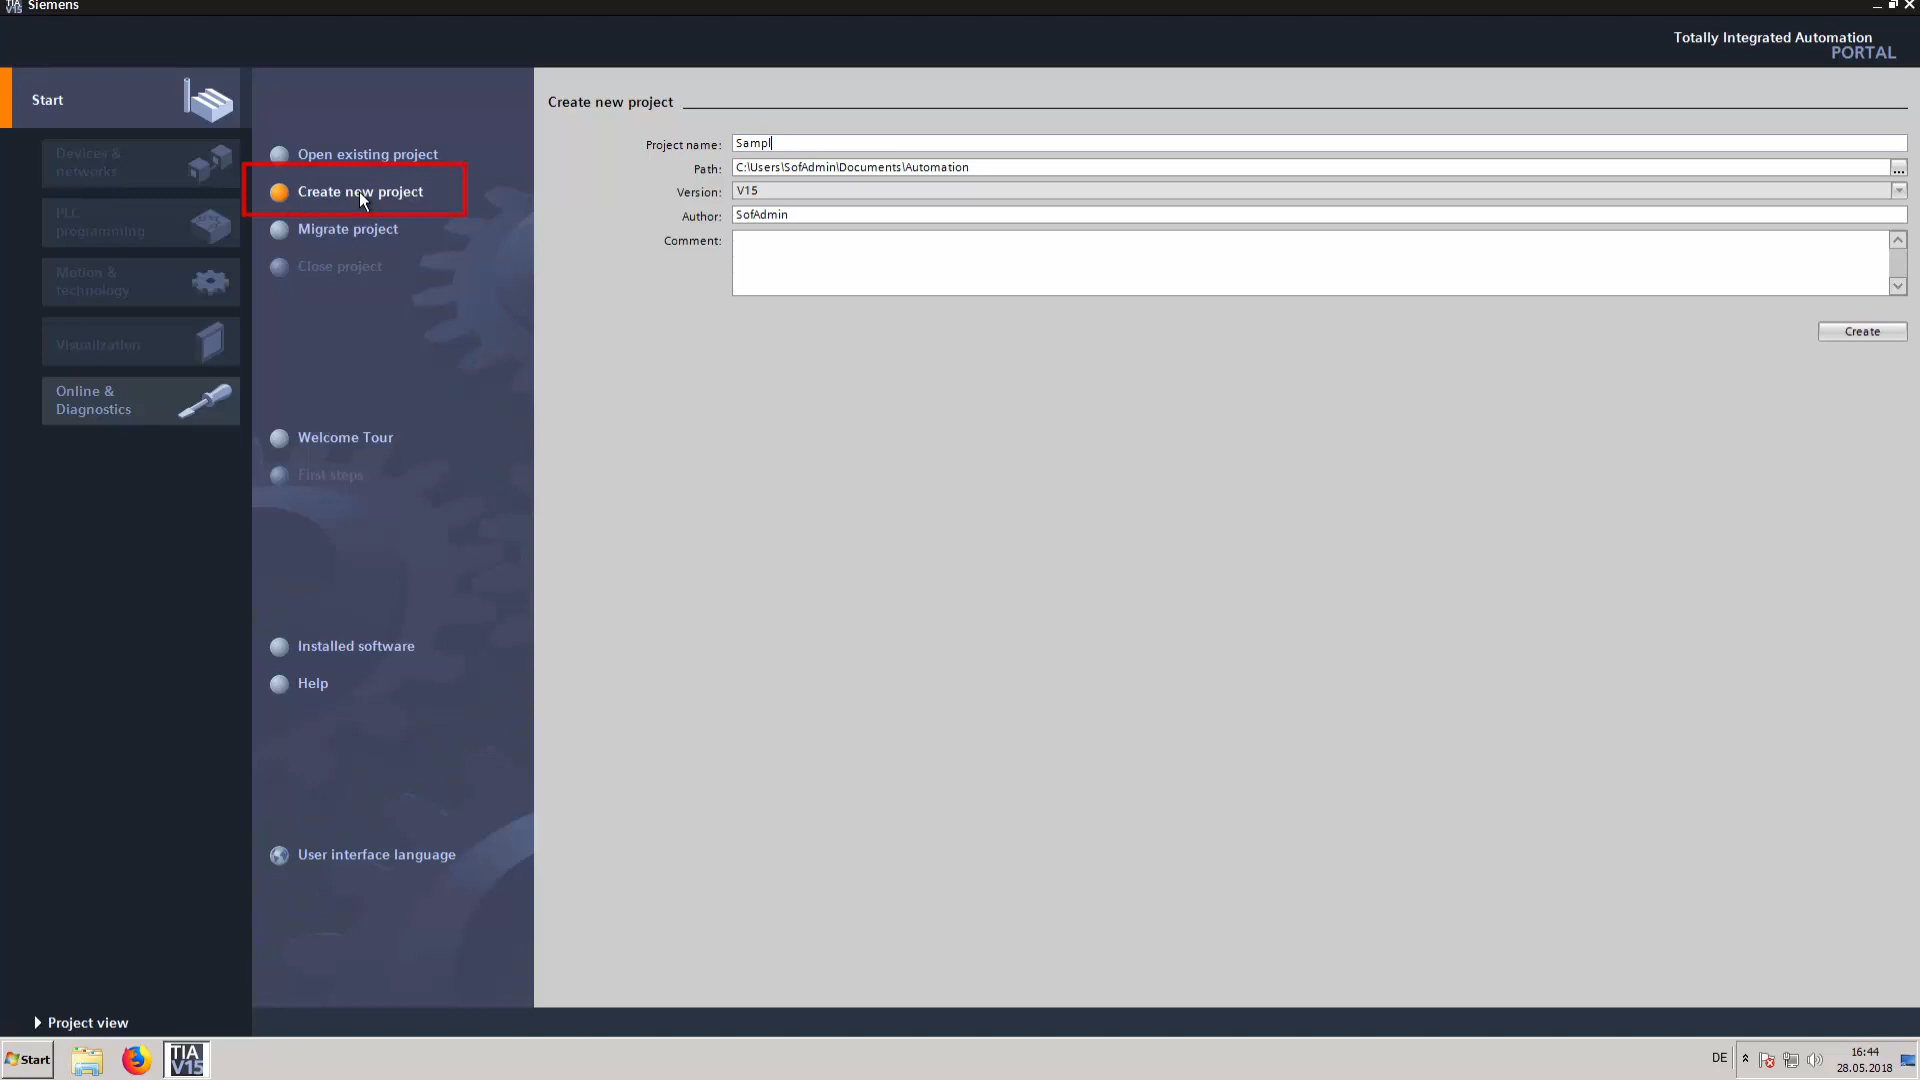 TIA
V15
Siemens
Totally Integrated Automation
PORTAL
Start
Devices &
networks
PLC
programming
Motion &
technology
Visualization
Online &
Diagnostics
Open existing project
Create new project
Migrate project
Close project
Welcome Tour
First steps
Installed software
Help
User interface language
Create new project
Project name: Sampl
Path: C:\Users\SofAdmin\Documents\Automation
...
Version: V15
Author: SofAdmin
Comment:
Create
Project view
Start
TIA
V15
DE
16:44
28.05.2018